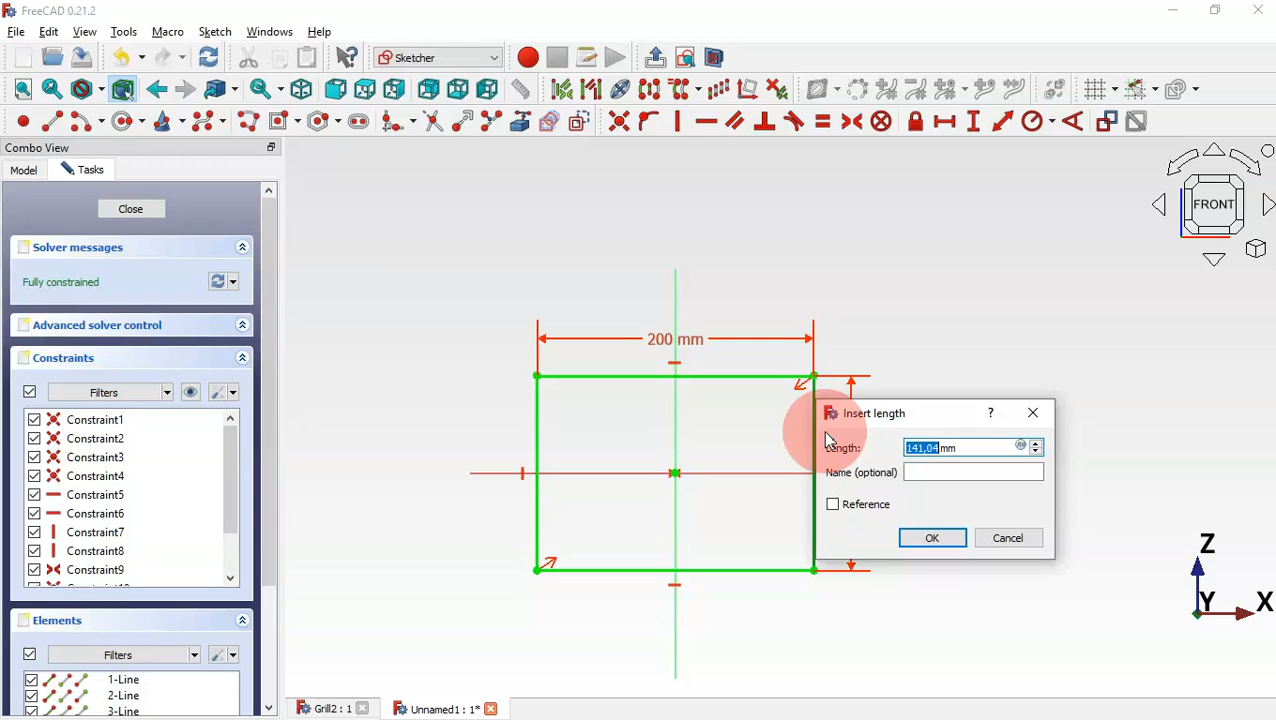 FreeCAD 0.21.2
File Edit View Tools Macro Sketch Windows Help
Sketcher
Combo View
Model Tasks
Close
Solver messages
Fully constrained
Advanced solver control
Constraints
Filters
Constraint1
Constraint2
Constraint3
Constraint4
Constraint5
Constraint6
Constraint7
Constraint8
Constraint9
Elements
Filters
1-Line
2-Line
3-Line
200 mm
Insert length
?
Length: 141,04 mm
Name (optional)
Reference
OK Cancel
FRONT
Z
Y X
Grill2 : 1
Unnamed1 : 1*